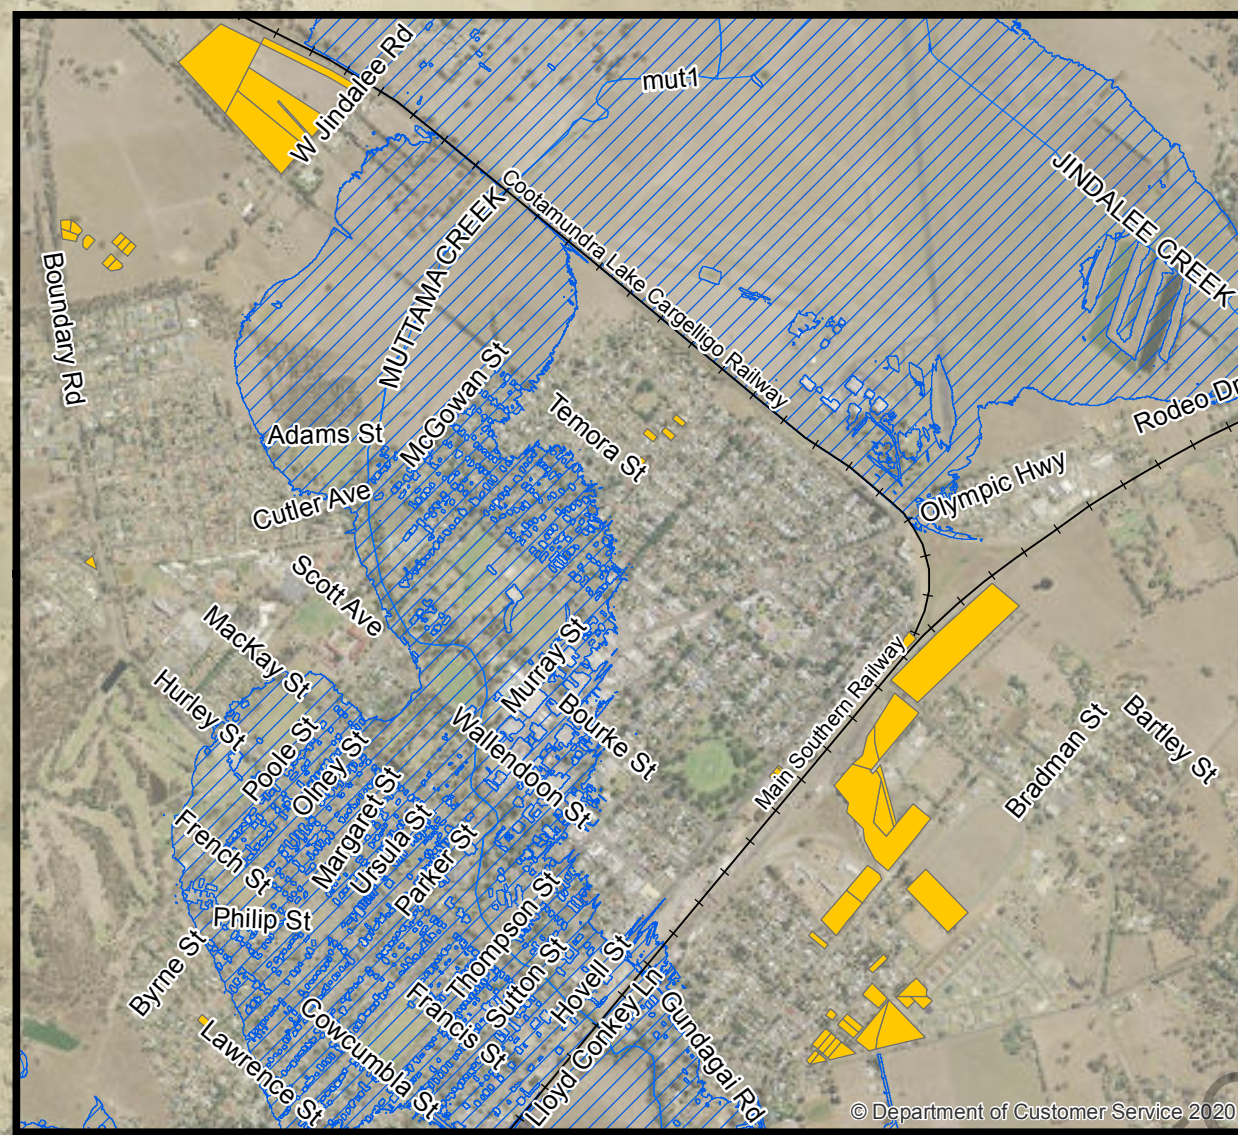 W Jindalee Rd
mut1
JINDALEE CREEK
Cootamundra Lake Cargelligo Railway
MUTTAMA CREEK
Boundary Rd
McGowan St
Rodeo Dr
Temora St
Adams St
Olympic Hwy
Cutler Ave
Scott Ave
MacKay St
Murray St
Main Southern Railway
Hurley St
Bourke St
Bartley St
Poole St
Wallendoon St
Bradman St
Olney St
Margaret St
Ursula St
French St
Parker St
Philip St
Thompson St
Byrne St
Sutton St
Hovell St
Francis St
Cowcumbla St
Lloyd Conkey Ln
Gundagai Rd
Lawrence St
© Department of Customer Service 2020